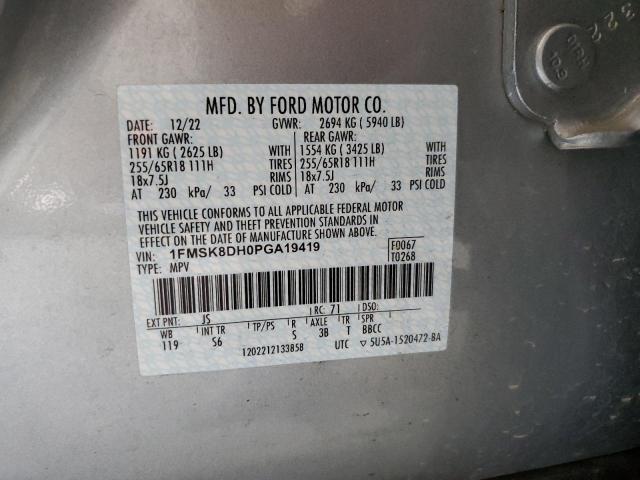 322
MFD. BY FORD MOTOR CO.
DATE: 12/22 GVWR: 2694 KG ( 5940 LB)
FRONT GAWR: REAR GAWR:
1191 KG ( 2625 LB) WITH 1554 KG ( 3425 LB) WITH
255/65R18 111H TIRES 255/65R18 111H TIRES
18x7.5J RIMS 18x7.5J RIMS
AT 230 kPa/ 33 PSI COLD AT 230 kPa/ 33 PSI COLD
THIS VEHICLE CONFORMS TO ALL APPLICABLE FEDERAL MOTOR
VEHICLE SAFETY AND THEFT PREVENTION STANDARDS IN
EFFECT ON THE DATE OF MANUFACTURE SHOWN ABOVE.
VIN: 1FMSK8DH0PGA19419 F0067
TYPE: MPV T0268
EXT PNT: JS RC: 71 DSO:
WB INT TR TP/PS R AXLE TR SPR
119 S6 S 3B T BBCC
1202212133858 UTC ▽ 5U5A-1520472-BA